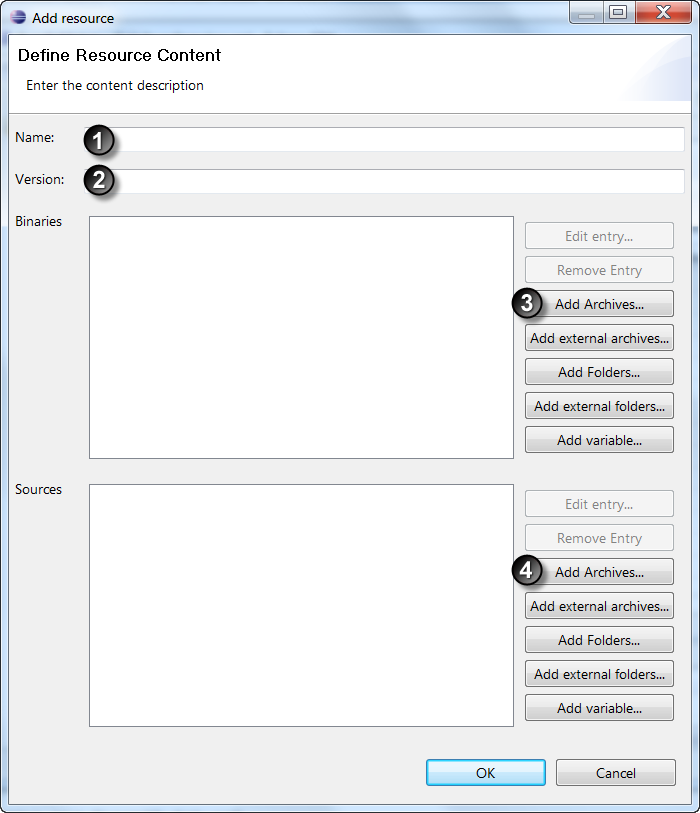 Add resource
Define Resource Content
Enter the content description
Name: 1
Version: 2
Binaries
Edit entry...
Remove Entry
3 Add Archives...
Add external archives...
Add Folders...
Add external folders...
Add variable...
Sources
Edit entry...
Remove Entry
4 Add Archives...
Add external archives...
Add Folders...
Add external folders...
Add variable...
OK Cancel